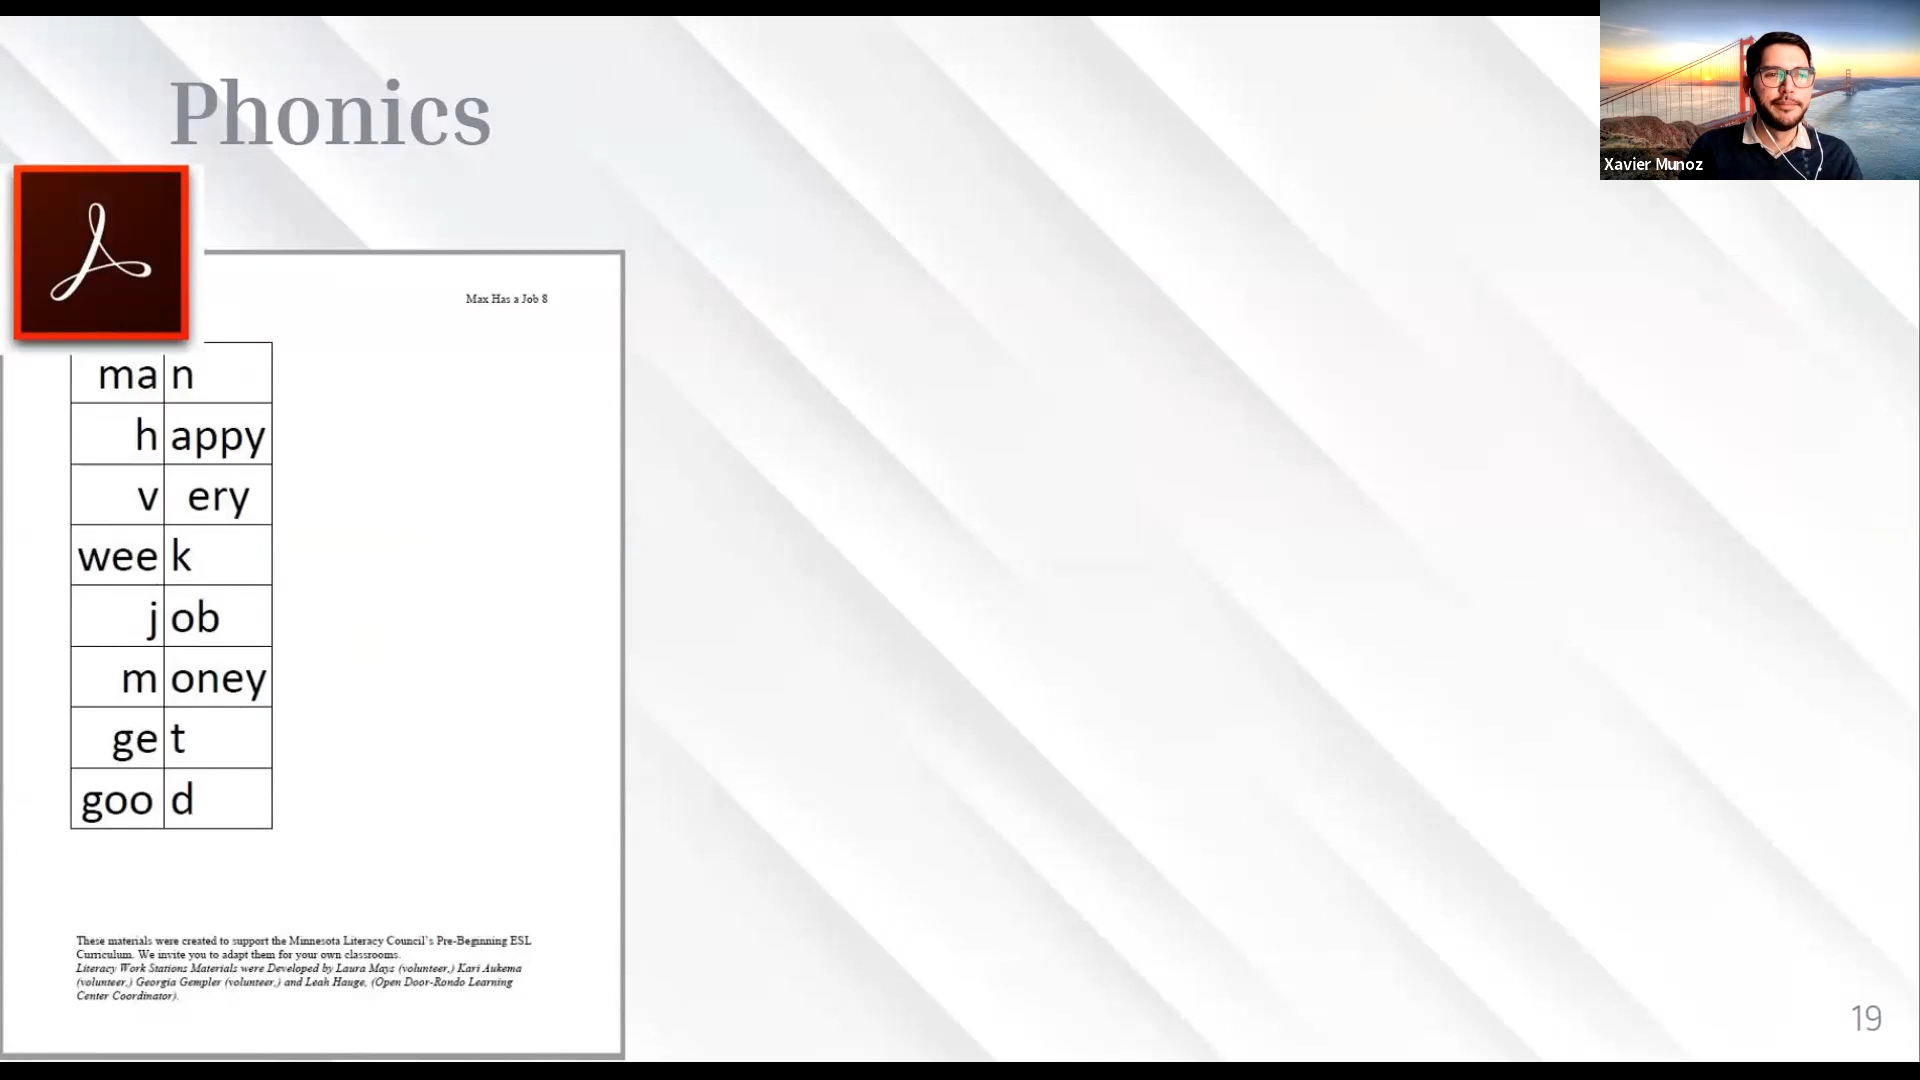 Phonics
Xavier Munoz
Max Has a Job 8
ma n
h appy
v ery
wee k
j ob
m oney
ge t
goo d
These materials were created to support the Minnesota Literacy Council's Pre-Beginning ESL
Curriculum. We invite you to adapt them for your own classrooms.
Literacy Work Stations Materials were Developed by Laura Mays (volunteer,) Kari Aukema
(volunteer,) Georgia Gempler (volunteer,) and Leah Hauge, (Open Door-Rondo Learning
Center Coordinator).
19